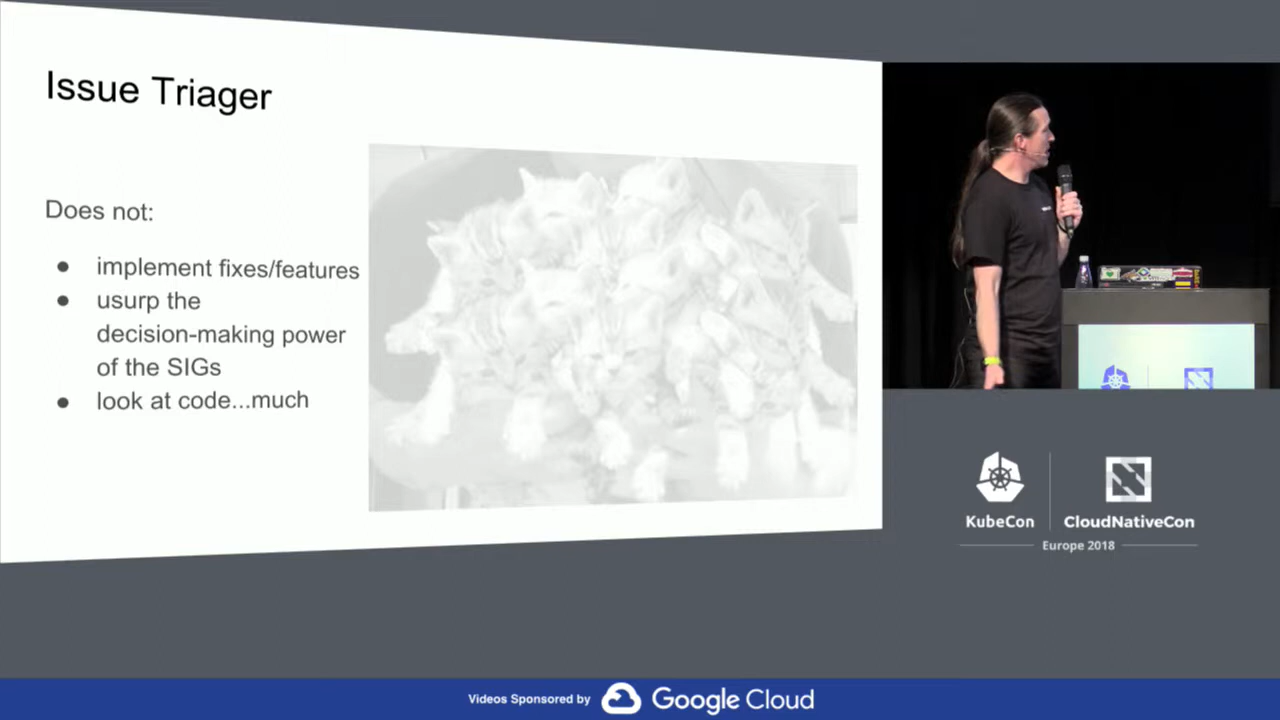 Issue Triager
Does not:
● implement fixes/features
● usurp the
decision-making power
of the SIGs
● look at code...much
KubeCon
CloudNativeCon
Europe 2018
Videos Sponsored by Google Cloud